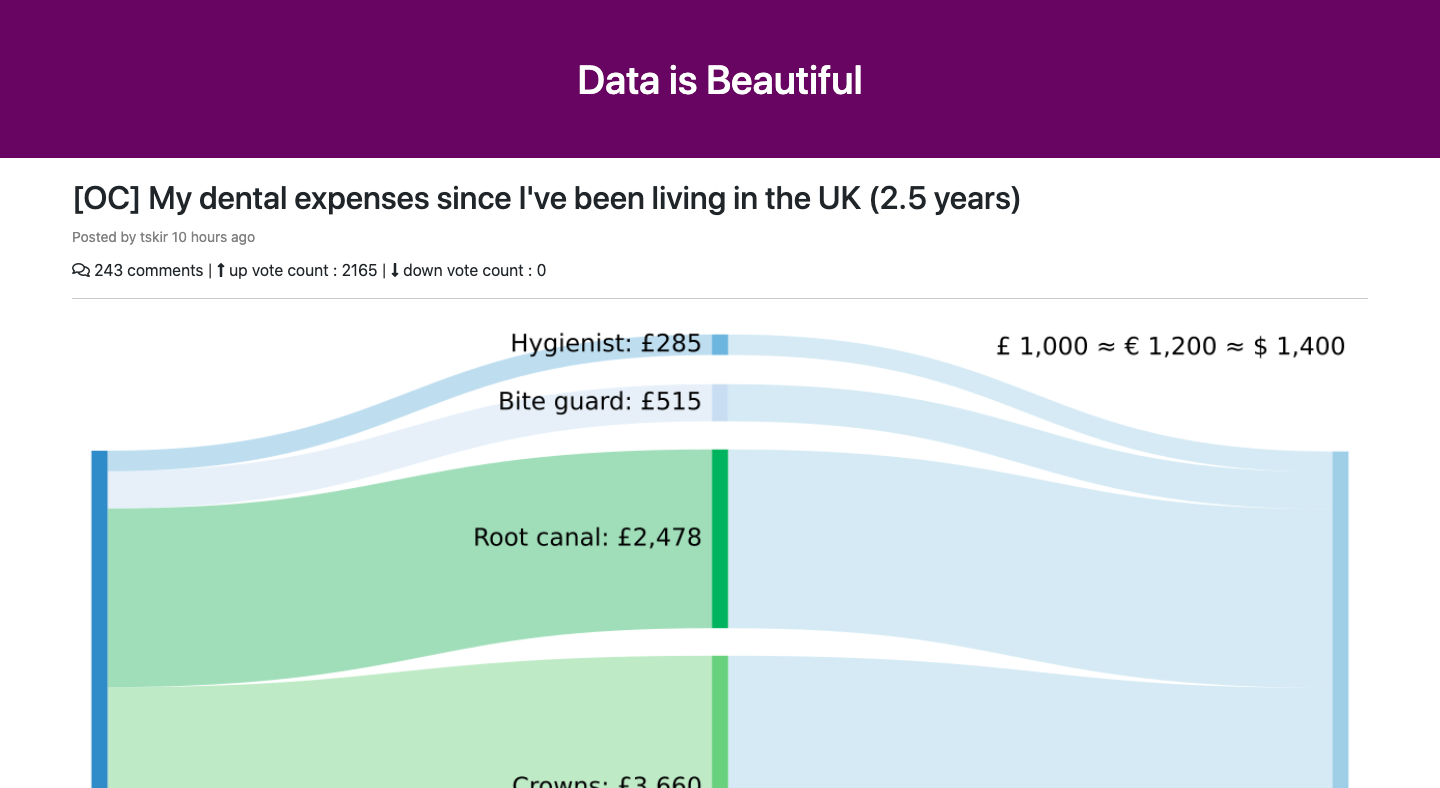 Data is Beautiful
[OC] My dental expenses since I've been living in the UK (2.5 years)
Posted by tskir 10 hours ago
243 comments | up vote count : 2165 | down vote count : 0
Hygienist: £285
£ 1,000 ≈ € 1,200 ≈ $ 1,400
Bite guard: £515
Root canal: £2,478
Crowns: £3,660